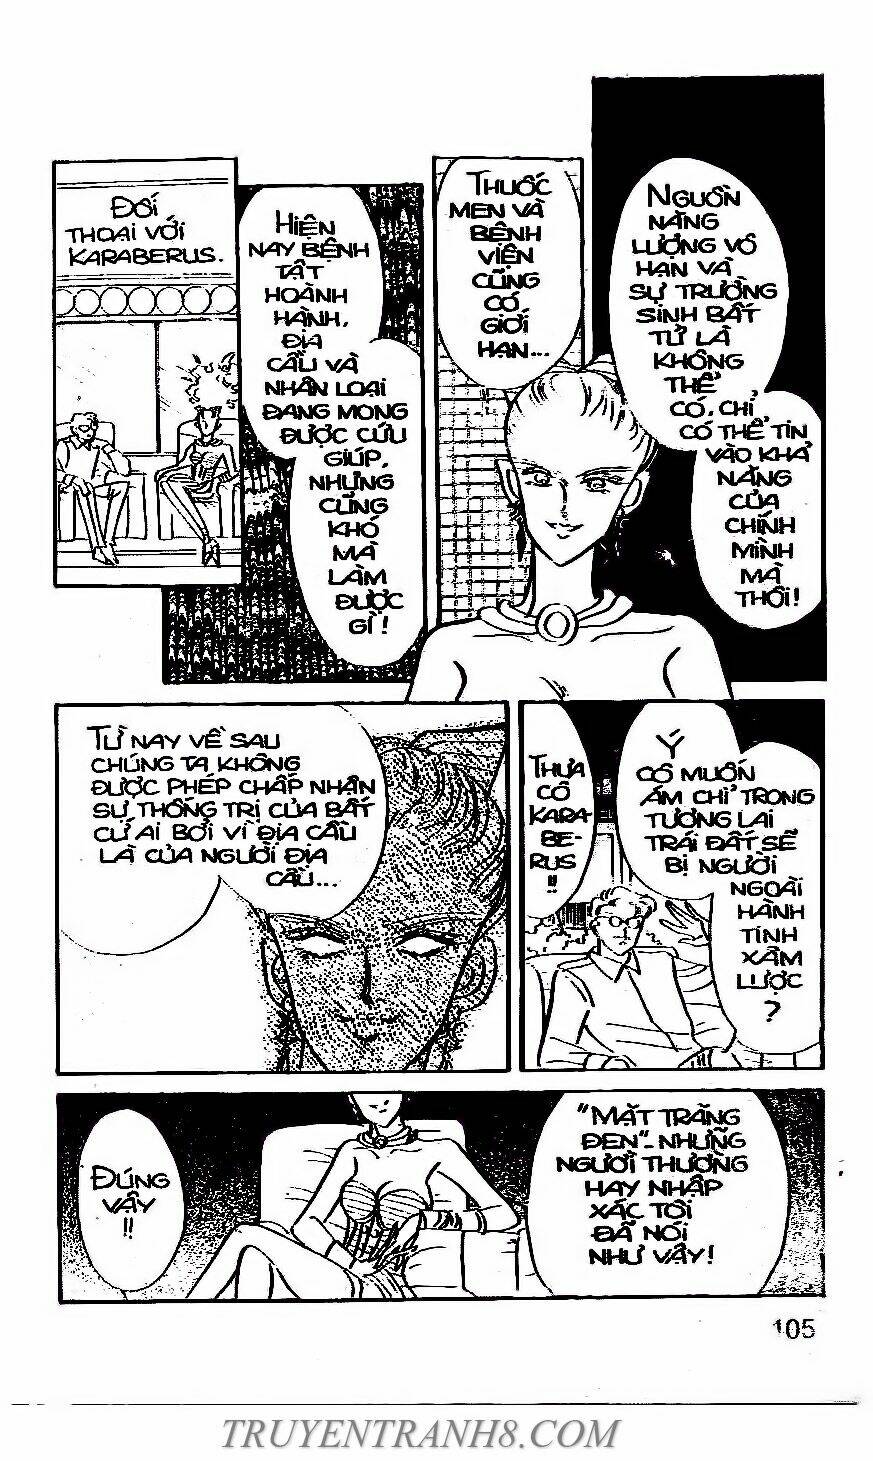 ĐỐI
THOẠI VỚI
KARABERUS.
HIỆN
NAY BỆNH
TẬT
HOÀNH
HÀNH,
ĐỊA
CẦU VÀ
NHÂN LOẠI
ĐANG MONG
ĐƯỢC CỨU
GIÚP,
NHƯNG
CŨNG
KHÓ
MÀ
LÀM
ĐƯỢC
GÌ!
THUỐC
MEN VÀ
BỆNH
VIỆN
CŨNG
CÓ
GIỚI
HẠN...
NGUỒN
NĂNG
LƯỢNG VÔ
HẠN VÀ
SỰ TRƯỜNG
SINH BẤT
TỬ LÀ
KHÔNG
THỂ
CÓ, CHỈ
CÓ THỂ TIN
VÀO KHẢ
NĂNG
CỦA
CHÍNH
MÌNH
MÀ
THÔI!
TỪ NAY VỀ SAU
CHÚNG TA KHÔNG
ĐƯỢC PHÉP CHẤP NHẬN
SỰ THỐNG TRỊ CỦA BẤT
CỨ AI BỞI VÌ ĐỊA CẦU
LÀ CỦA NGƯỜI ĐỊA
CẦU...
THƯA
CÔ
KARA-
BE-
RUS
!!
Ý
CÔ MUỐN
ÁM CHỈ TRONG
TƯƠNG LAI
TRÁI ĐẤT SẼ
BỊ NGƯỜI
NGOÀI
HÀNH
TINH
XÂM
LƯỢC
?
ĐÚNG
VẬY
!!
"MẶT TRĂNG
ĐEN" - NHỮNG
NGƯỜI THƯỜNG
HAY NHẬP
XÁC TÔI
ĐÃ NÓI
NHƯ VẬY!
105
TRUYENTRANH8.COM